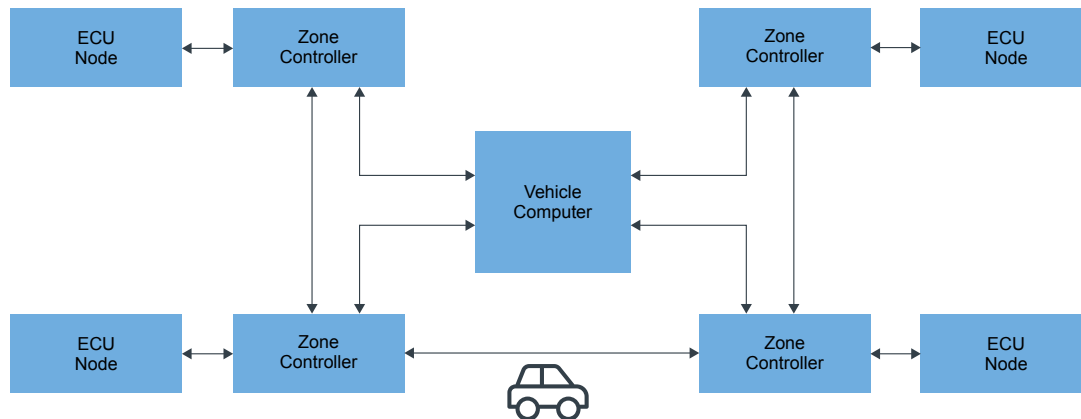 ECU
Node
Zone
Controller
Zone
Controller
ECU
Node
Vehicle
Computer
ECU
Node
Zone
Controller
Zone
Controller
ECU
Node